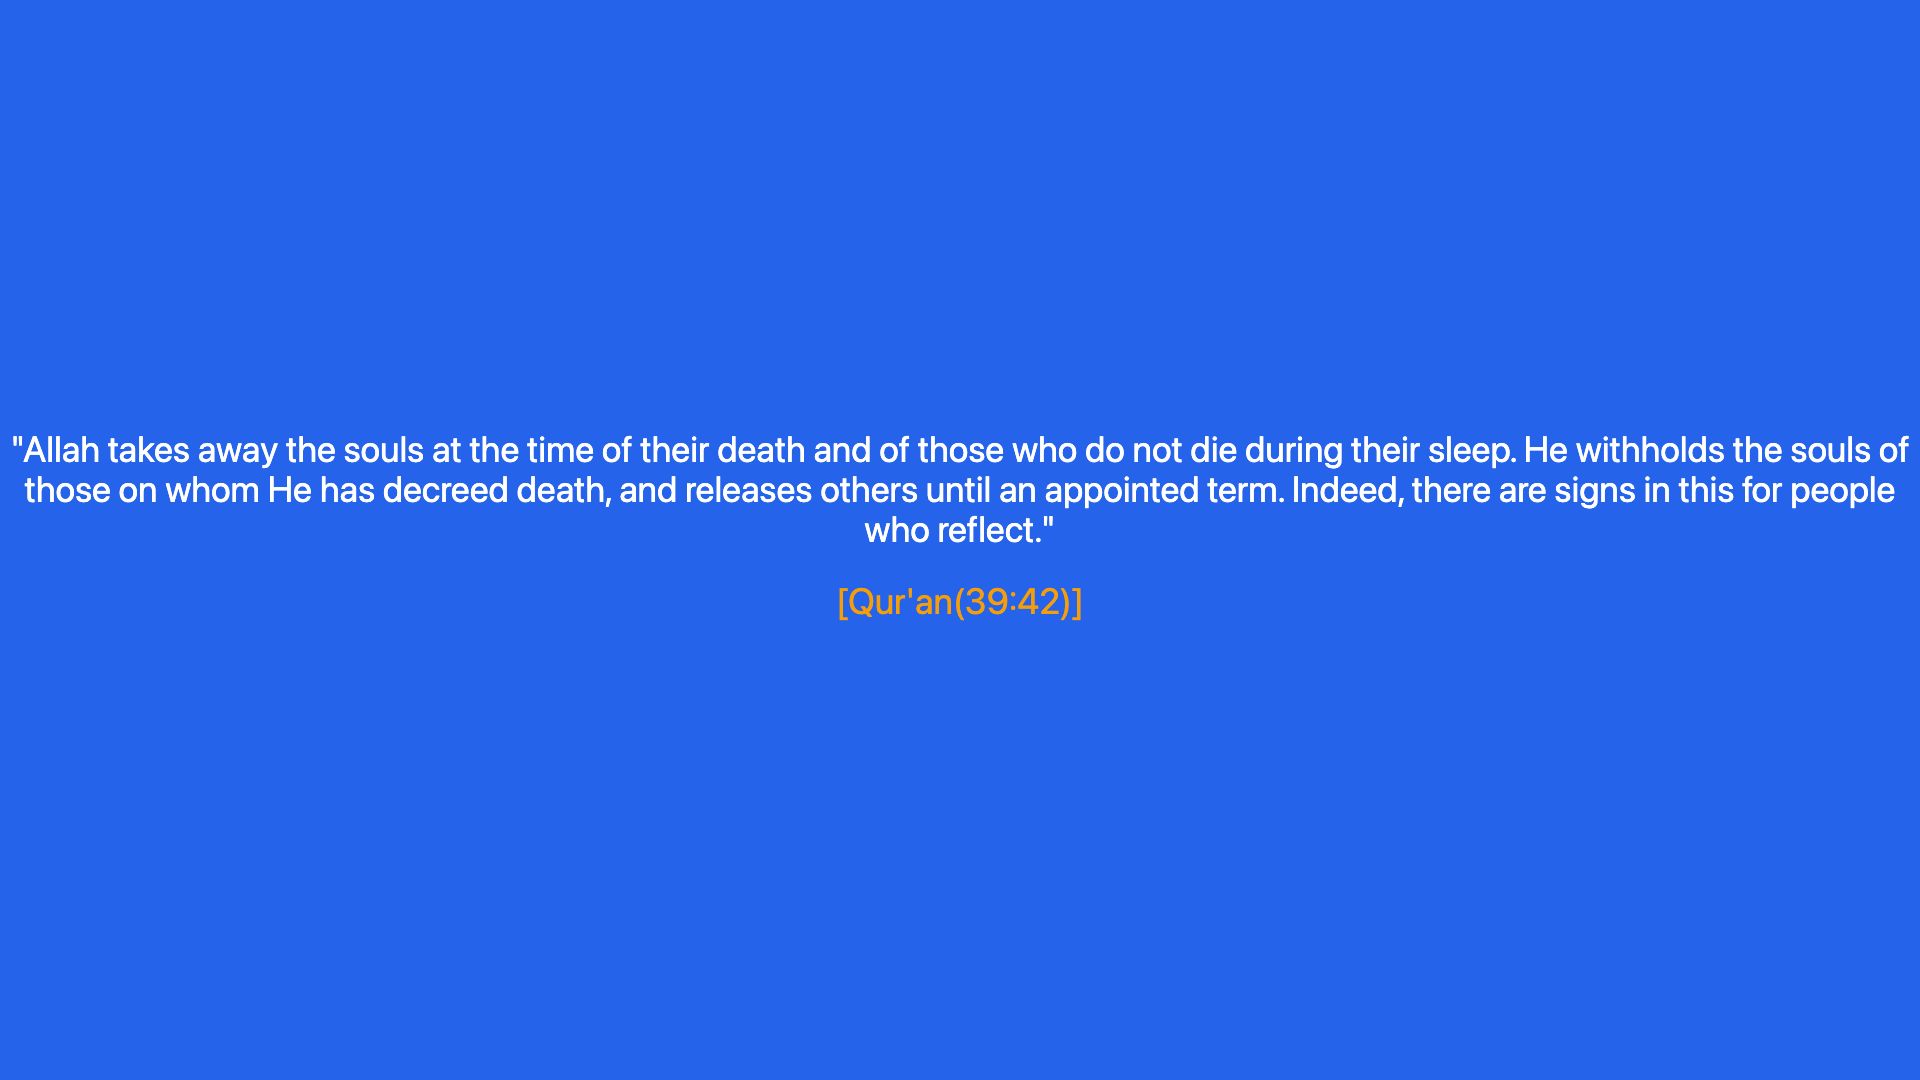 "Allah takes away the souls at the time of their death and of those who do not die during their sleep. He withholds the souls of
those on whom He has decreed death, and releases others until an appointed term. Indeed, there are signs in this for people
who reflect."
[Qur'an(39:42)]